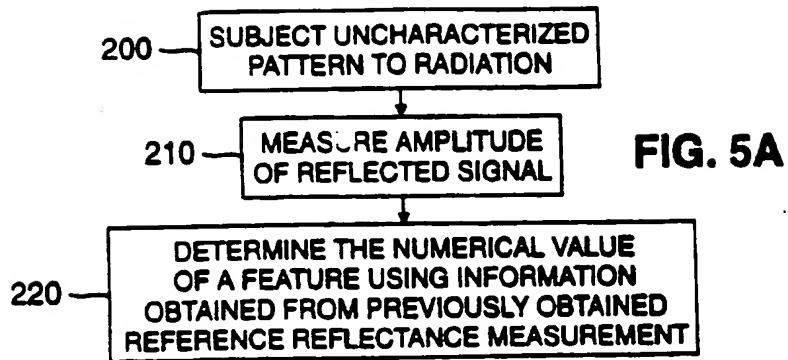 200
SUBJECT UNCHARACTERIZED
PATTERN TO RADIATION
210
MEASURE AMPLITUDE
OF REFLECTED SIGNAL
FIG. 5A
220
DETERMINE THE NUMERICAL VALUE
OF A FEATURE USING INFORMATION
OBTAINED FROM PREVIOUSLY OBTAINED
REFERENCE REFLECTANCE MEASUREMENT